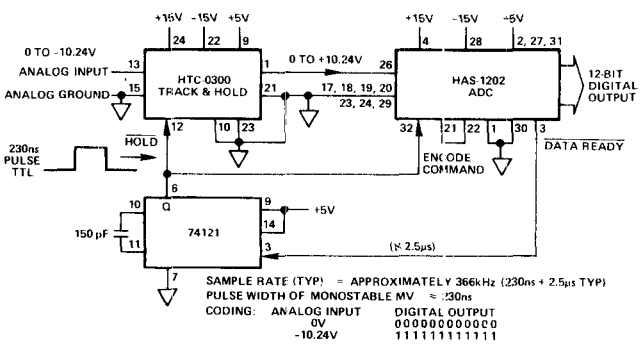 +15V -15V +5V
24 22 9
+15V -15V +5V
4 28 2, 27, 31
0 TO -10.24V
ANALOG INPUT 13
ANALOG GROUND 15
HTC-0300
TRACK & HOLD
1 0 TO +10.24V 26
21 17, 18, 19, 20
23, 24, 29
HAS-1202
ADC
12-BIT
DIGITAL
OUTPUT
12 10 23
32 21 22 1 30 3
230ns
PULSE
TTL
HOLD
ENCODE
COMMAND
DATA READY
6
Q
10 9
+5V
14
150 pF 74121
11 3
(≈ 2.5µs)
7
SAMPLE RATE (TYP) = APPROXIMATELY 366kHz (230ns + 2.5µs TYP)
PULSE WIDTH OF MONOSTABLE MV ≈ 230ns
CODING: ANALOG INPUT DIGITAL OUTPUT
0V 000000000000
-10.24V 111111111111